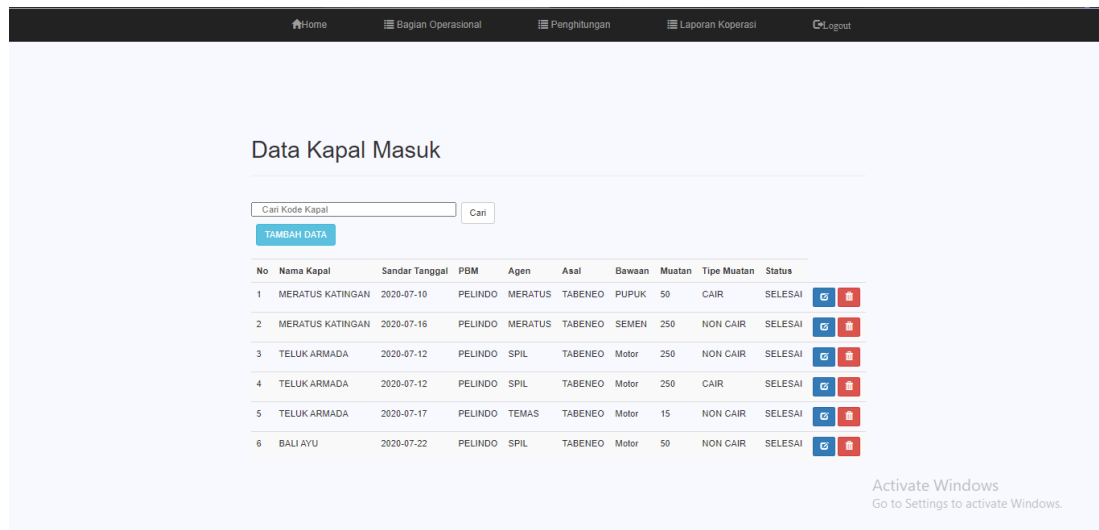 Home Bagian Operasional Penghitungan Laporan Koperasi Logout
Data Kapal Masuk
Cari Kode Kapal Cari
TAMBAH DATA
No Nama Kapal Sandar Tanggal PBM Agen Asal Bawaan Muatan Tipe Muatan Status
1 MERATUS KATINGAN 2020-07-10 PELINDO MERATUS TABENEO PUPUK 50 CAIR SELESAI
2 MERATUS KATINGAN 2020-07-16 PELINDO MERATUS TABENEO SEMEN 250 NON CAIR SELESAI
3 TELUK ARMADA 2020-07-12 PELINDO SPIL TABENEO Motor 250 NON CAIR SELESAI
4 TELUK ARMADA 2020-07-12 PELINDO SPIL TABENEO Motor 250 CAIR SELESAI
5 TELUK ARMADA 2020-07-17 PELINDO TEMAS TABENEO Motor 15 NON CAIR SELESAI
6 BALI AYU 2020-07-22 PELINDO SPIL TABENEO Motor 50 NON CAIR SELESAI
Activate Windows
Go to Settings to activate Windows.